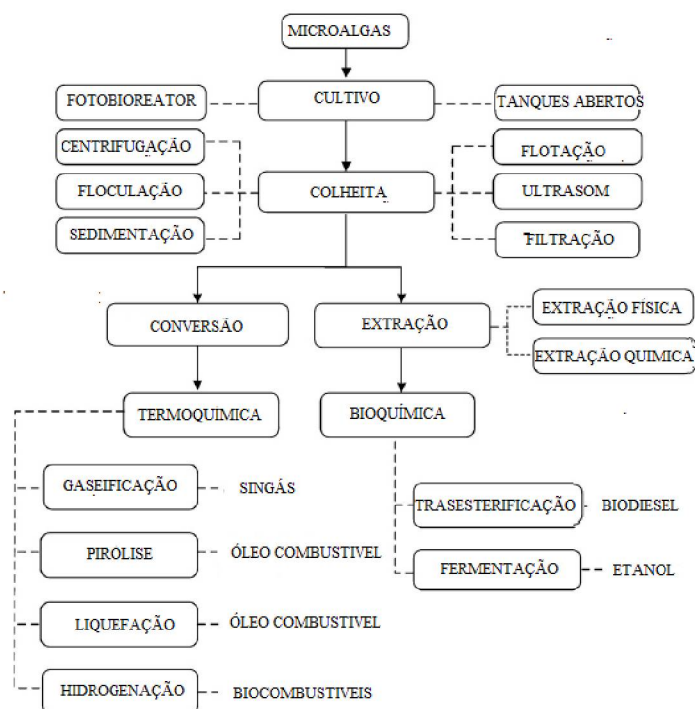 MICROALGAS
FOTOBIOREATOR
CULTIVO
TANQUES ABERTOS
CENTRIFUGAÇÃO
FLOTAÇÃO
FLOCULAÇÃO
COLHEITA
ULTRASOM
SEDIMENTAÇÃO
FILTRAÇÃO
CONVERSÃO
EXTRAÇÃO
EXTRAÇÃO FÍSICA
EXTRAÇÃO QUIMICA
TERMOQUIMICA
BIOQUÍMICA
GASEIFICAÇÃO
SINGÁS
TRASESTERIFICAÇÃO
BIODIESEL
PIROLISE
ÓLEO COMBUSTIVEL
FERMENTAÇÃO
ETANOL
LIQUEFAÇÃO
ÓLEO COMBUSTIVEL
HIDROGENAÇÃO
BIOCOMBUSTIVEIS